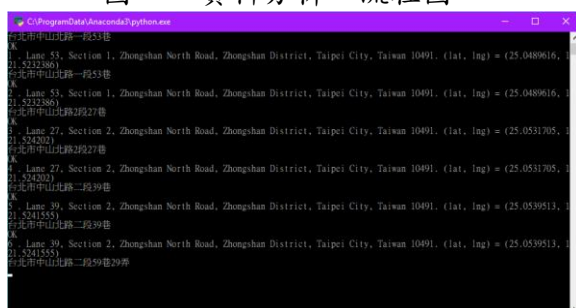 C:\ProgramData\Anaconda3\python.exe
台北市中山北路一段53巷
OK
1 . Lane 53, Section 1, Zhongshan North Road, Zhongshan District, Taipei City, Taiwan 10491. (lat, lng) = (25.0489616, 1
21.5232386)
台北市中山北路一段53巷
OK
2 . Lane 53, Section 1, Zhongshan North Road, Zhongshan District, Taipei City, Taiwan 10491. (lat, lng) = (25.0489616, 1
21.5232386)
台北市中山北路2段27巷
OK
3 . Lane 27, Section 2, Zhongshan North Road, Zhongshan District, Taipei City, Taiwan 10491. (lat, lng) = (25.0531705, 1
21.524202)
台北市中山北路2段27巷
OK
4 . Lane 27, Section 2, Zhongshan North Road, Zhongshan District, Taipei City, Taiwan 10491. (lat, lng) = (25.0531705, 1
21.524202)
台北市中山北路二段39巷
OK
5 . Lane 39, Section 2, Zhongshan North Road, Zhongshan District, Taipei City, Taiwan 10491. (lat, lng) = (25.0539513, 1
21.5241555)
台北市中山北路二段39巷
OK
6 . Lane 39, Section 2, Zhongshan North Road, Zhongshan District, Taipei City, Taiwan 10491. (lat, lng) = (25.0539513, 1
21.5241555)
台北市中山北路二段59巷29弄